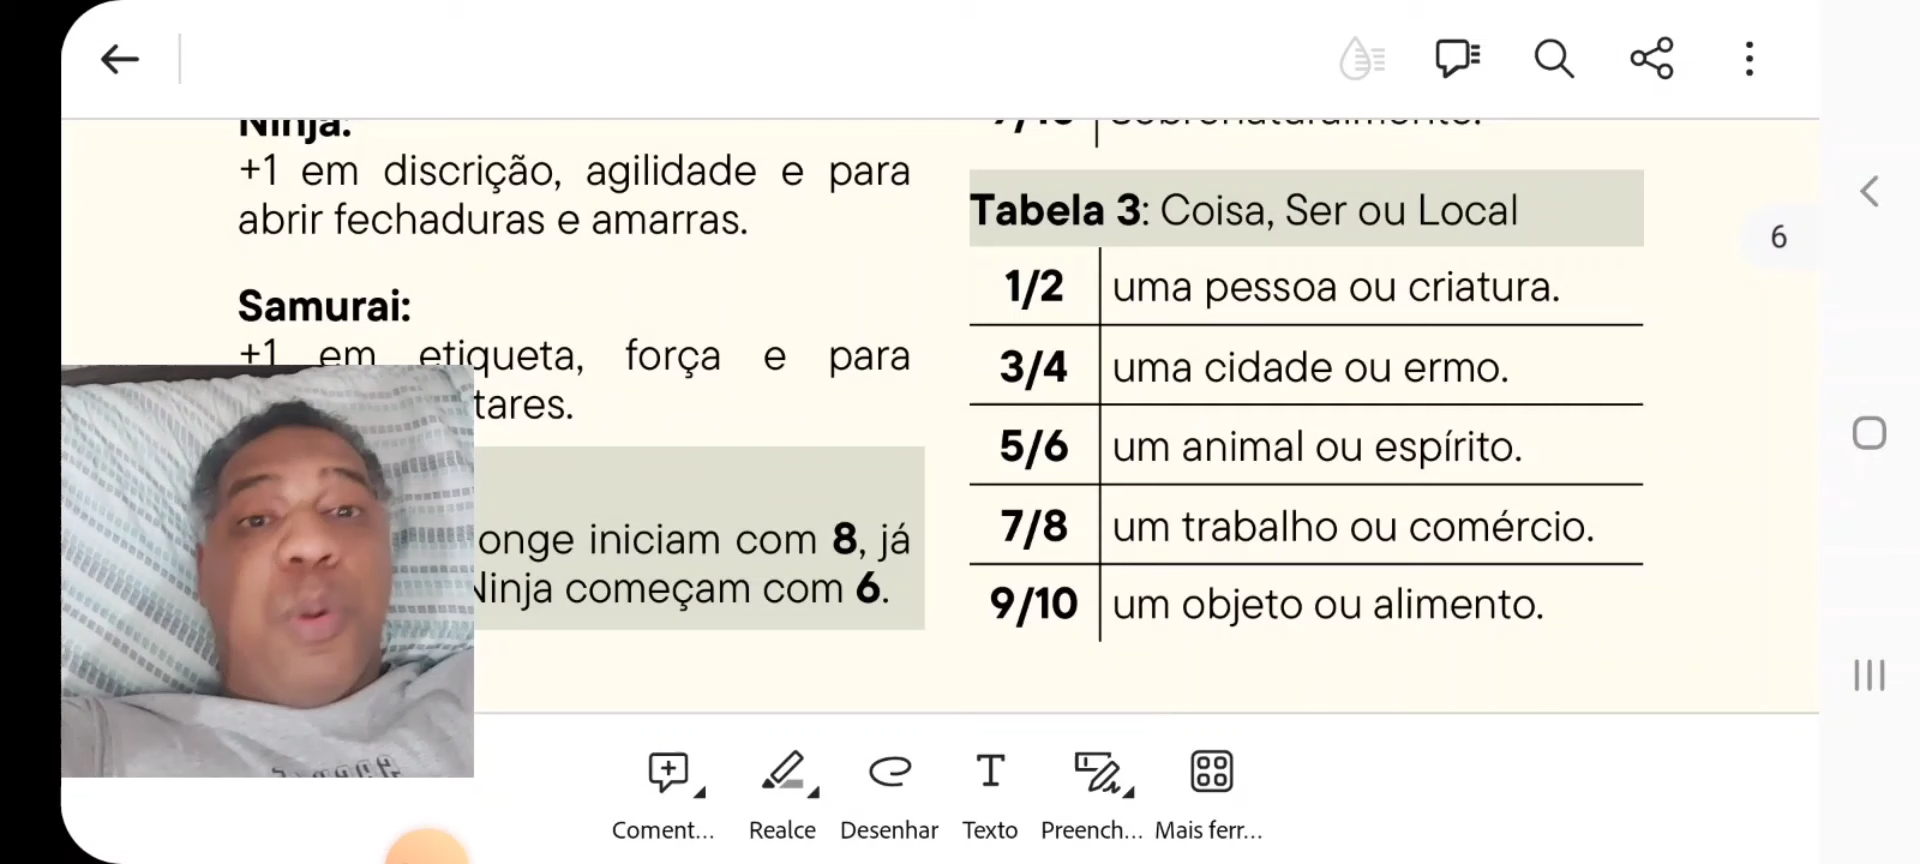 Ninja:
+1 em discrição, agilidade e para
abrir fechaduras e amarras.
Samurai:
+1 em etiqueta, força e para
tares.
onge iniciam com 8, já
Ninja começam com 6.
sobrenaturalmente.
Tabela 3: Coisa, Ser ou Local
1/2 uma pessoa ou criatura.
3/4 uma cidade ou ermo.
5/6 um animal ou espírito.
7/8 um trabalho ou comércio.
9/10 um objeto ou alimento.
6
Coment... Realce Desenhar Texto Preench... Mais ferr...